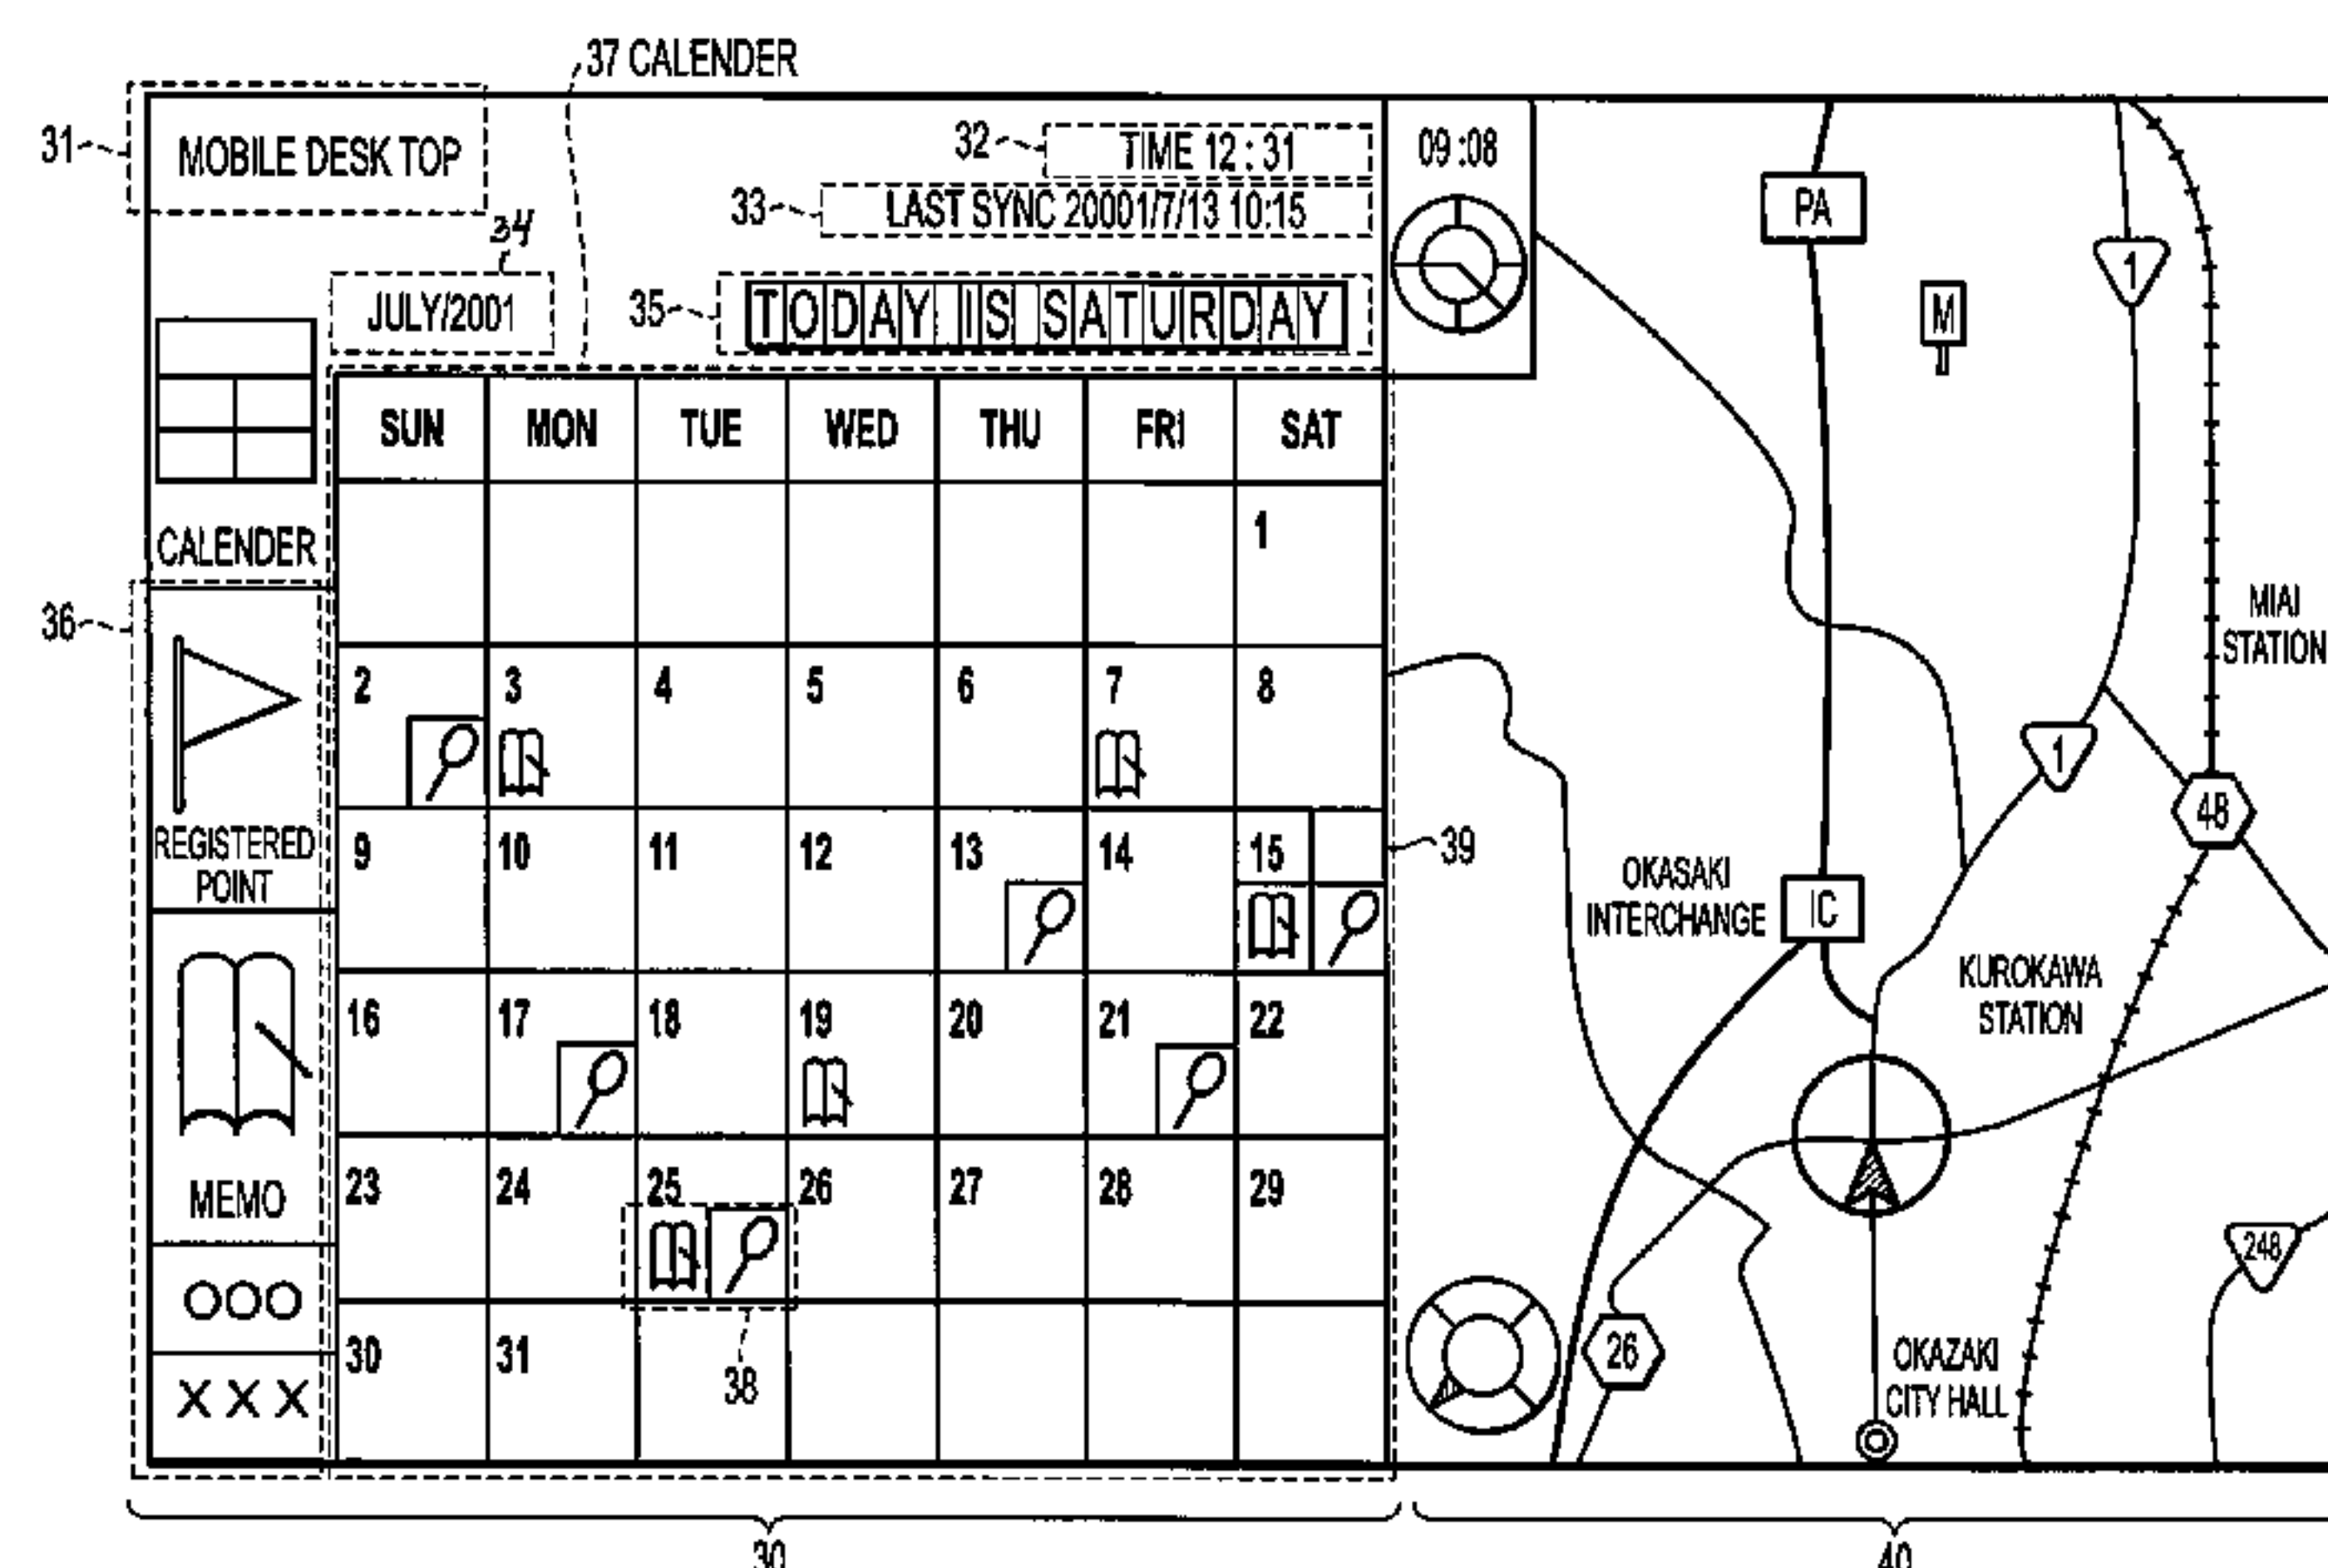 37 CALENDER
31
MOBILE DESK TOP
32
TIME 12 : 31
33
LAST SYNC 20001/7/13 10:15
34
JULY/2001
35
TODAY IS SATURDAY
SUN MON TUE WED THU FRI SAT
1
2 3 4 5 6 7 8
9 10 11 12 13 14 15
16 17 18 19 20 21 22
23 24 25 26 27 28 29
30 31
38
39
CALENDER
36
REGISTERED
POINT
MEMO
OOO
X X X
30
09 :08
PA
1
M
MIAI
STATION
1
48
OKASAKI
INTERCHANGE
IC
KUROKAWA
STATION
248
26
OKAZAKI
CITY HALL
40